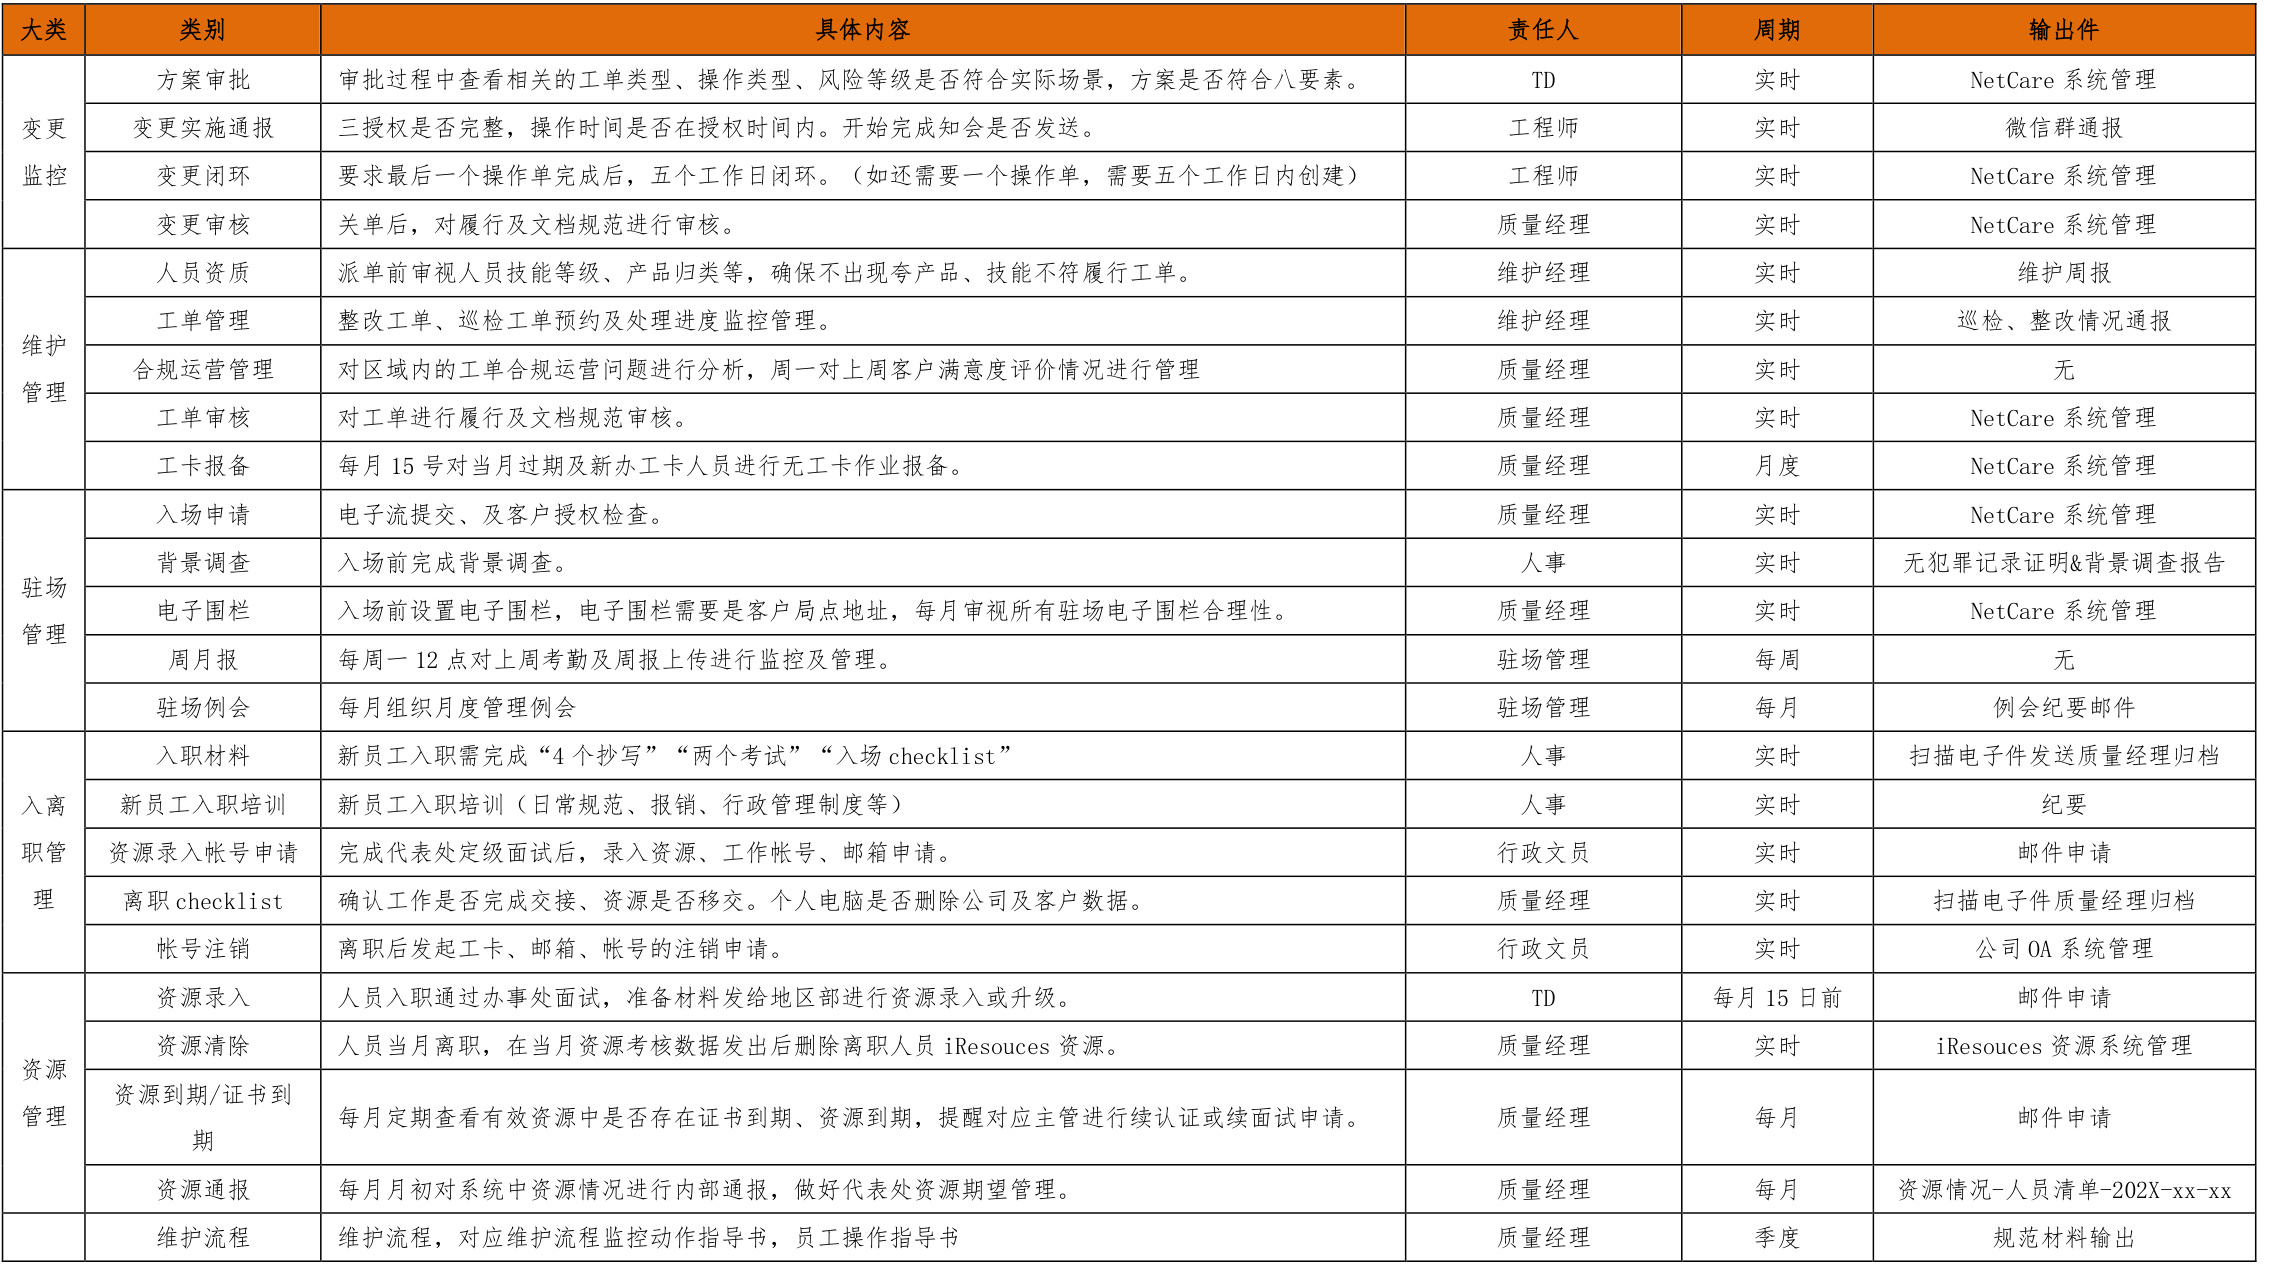 大类 类别 具体内容 责任人 周期 输出件
变更
监控
方案审批 审批过程中查看相关的工单类型、操作类型、风险等级是否符合实际场景，方案是否符合八要素。 TD 实时 NetCare 系统管理
变更实施通报 三授权是否完整，操作时间是否在授权时间内。开始完成知会是否发送。 工程师 实时 微信群通报
变更闭环 要求最后一个操作单完成后，五个工作日闭环。（如还需要一个操作单，需要五个工作日内创建） 工程师 实时 NetCare 系统管理
变更审核 关单后，对履行及文档规范进行审核。 质量经理 实时 NetCare 系统管理
维护
管理
人员资质 派单前审视人员技能等级、产品归类等，确保不出现夸产品、技能不符履行工单。 维护经理 实时 维护周报
工单管理 整改工单、巡检工单预约及处理进度监控管理。 维护经理 实时 巡检、整改情况通报
合规运营管理 对区域内的工单合规运营问题进行分析，周一对上周客户满意度评价情况进行管理 质量经理 实时 无
工单审核 对工单进行履行及文档规范审核。 质量经理 实时 NetCare 系统管理
工卡报备 每月 15 号对当月过期及新办工卡人员进行无工卡作业报备。 质量经理 月度 NetCare 系统管理
驻场
管理
入场申请 电子流提交、及客户授权检查。 质量经理 实时 NetCare 系统管理
背景调查 入场前完成背景调查。 人事 实时 无犯罪记录证明&背景调查报告
电子围栏 入场前设置电子围栏，电子围栏需要是客户局点地址，每月审视所有驻场电子围栏合理性。 质量经理 实时 NetCare 系统管理
周月报 每周一 12 点对上周考勤及周报上传进行监控及管理。 驻场管理 每周 无
驻场例会 每月组织月度管理例会 驻场管理 每月 例会纪要邮件
入离
职管
理
入职材料 新员工入职需完成“4 个抄写”“两个考试”“入场 checklist” 人事 实时 扫描电子件发送质量经理归档
新员工入职培训 新员工入职培训（日常规范、报销、行政管理制度等） 人事 实时 纪要
资源录入帐号申请 完成代表处定级面试后，录入资源、工作帐号、邮箱申请。 行政文员 实时 邮件申请
离职 checklist 确认工作是否完成交接、资源是否移交。个人电脑是否删除公司及客户数据。 质量经理 实时 扫描电子件质量经理归档
帐号注销 离职后发起工卡、邮箱、帐号的注销申请。 行政文员 实时 公司 OA 系统管理
资源
管理
资源录入 人员入职通过办事处面试，准备材料发给地区部进行资源录入或升级。 TD 每月 15 日前 邮件申请
资源清除 人员当月离职，在当月资源考核数据发出后删除离职人员 iResouces 资源。 质量经理 实时 iResouces 资源系统管理
资源到期/证书到
期
每月定期查看有效资源中是否存在证书到期、资源到期，提醒对应主管进行续认证或续面试申请。 质量经理 每月 邮件申请
资源通报 每月月初对系统中资源情况进行内部通报，做好代表处资源期望管理。 质量经理 每月 资源情况-人员清单-202X-xx-xx
维护流程 维护流程，对应维护流程监控动作指导书，员工操作指导书 质量经理 季度 规范材料输出